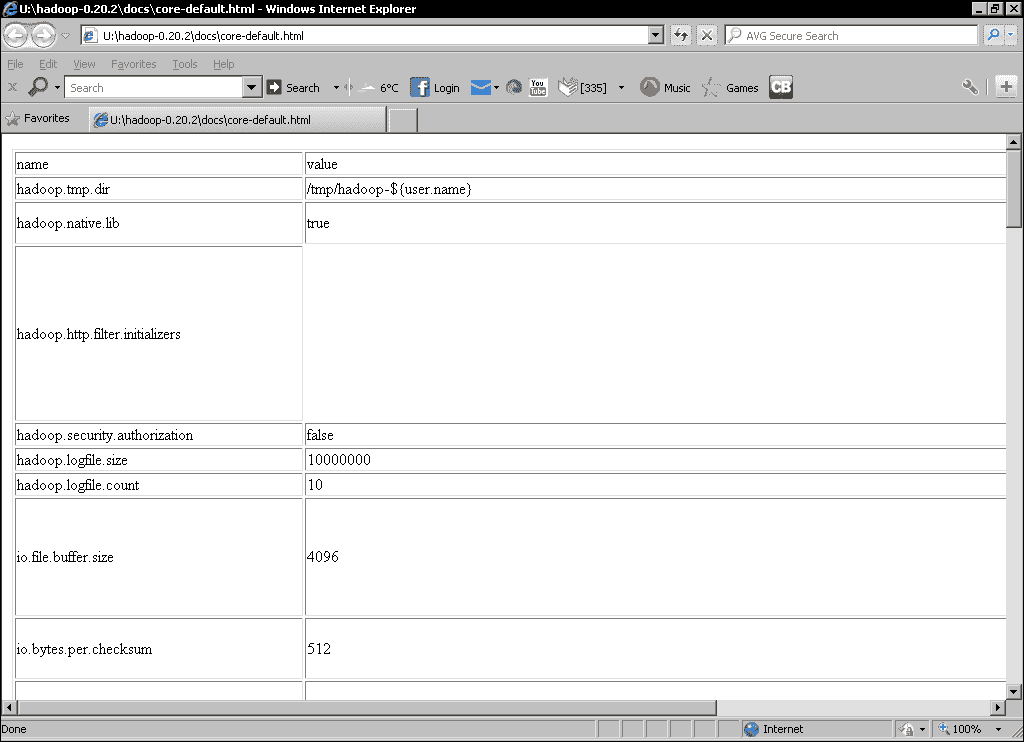 U:\hadoop-0.20.2\docs\core-default.html - Windows Internet Explorer
U:\hadoop-0.20.2\docs\core-default.html
AVG Secure Search
File Edit View Favorites Tools Help
x Search Search 6°C f Login You Tube [335] Music Games CB
Favorites U:\hadoop-0.20.2\docs\core-default.html
name value
hadoop.tmp.dir /tmp/hadoop-${user.name}
hadoop.native.lib true
hadoop.http.filter.initializers
hadoop.security.authorization false
hadoop.logfile.size 10000000
hadoop.logfile.count 10
io.file.buffer.size 4096
io.bytes.per.checksum 512
Done Internet 100%